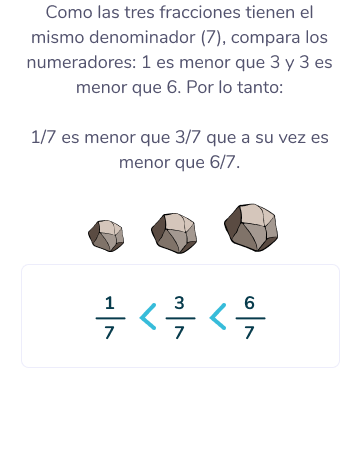 Como las tres fracciones tienen el
mismo denominador (7), compara los
numeradores: 1 es menor que 3 y 3 es
menor que 6. Por lo tanto:
1/7 es menor que 3/7 que a su vez es
menor que 6/7.
1/7 < 3/7 < 6/7